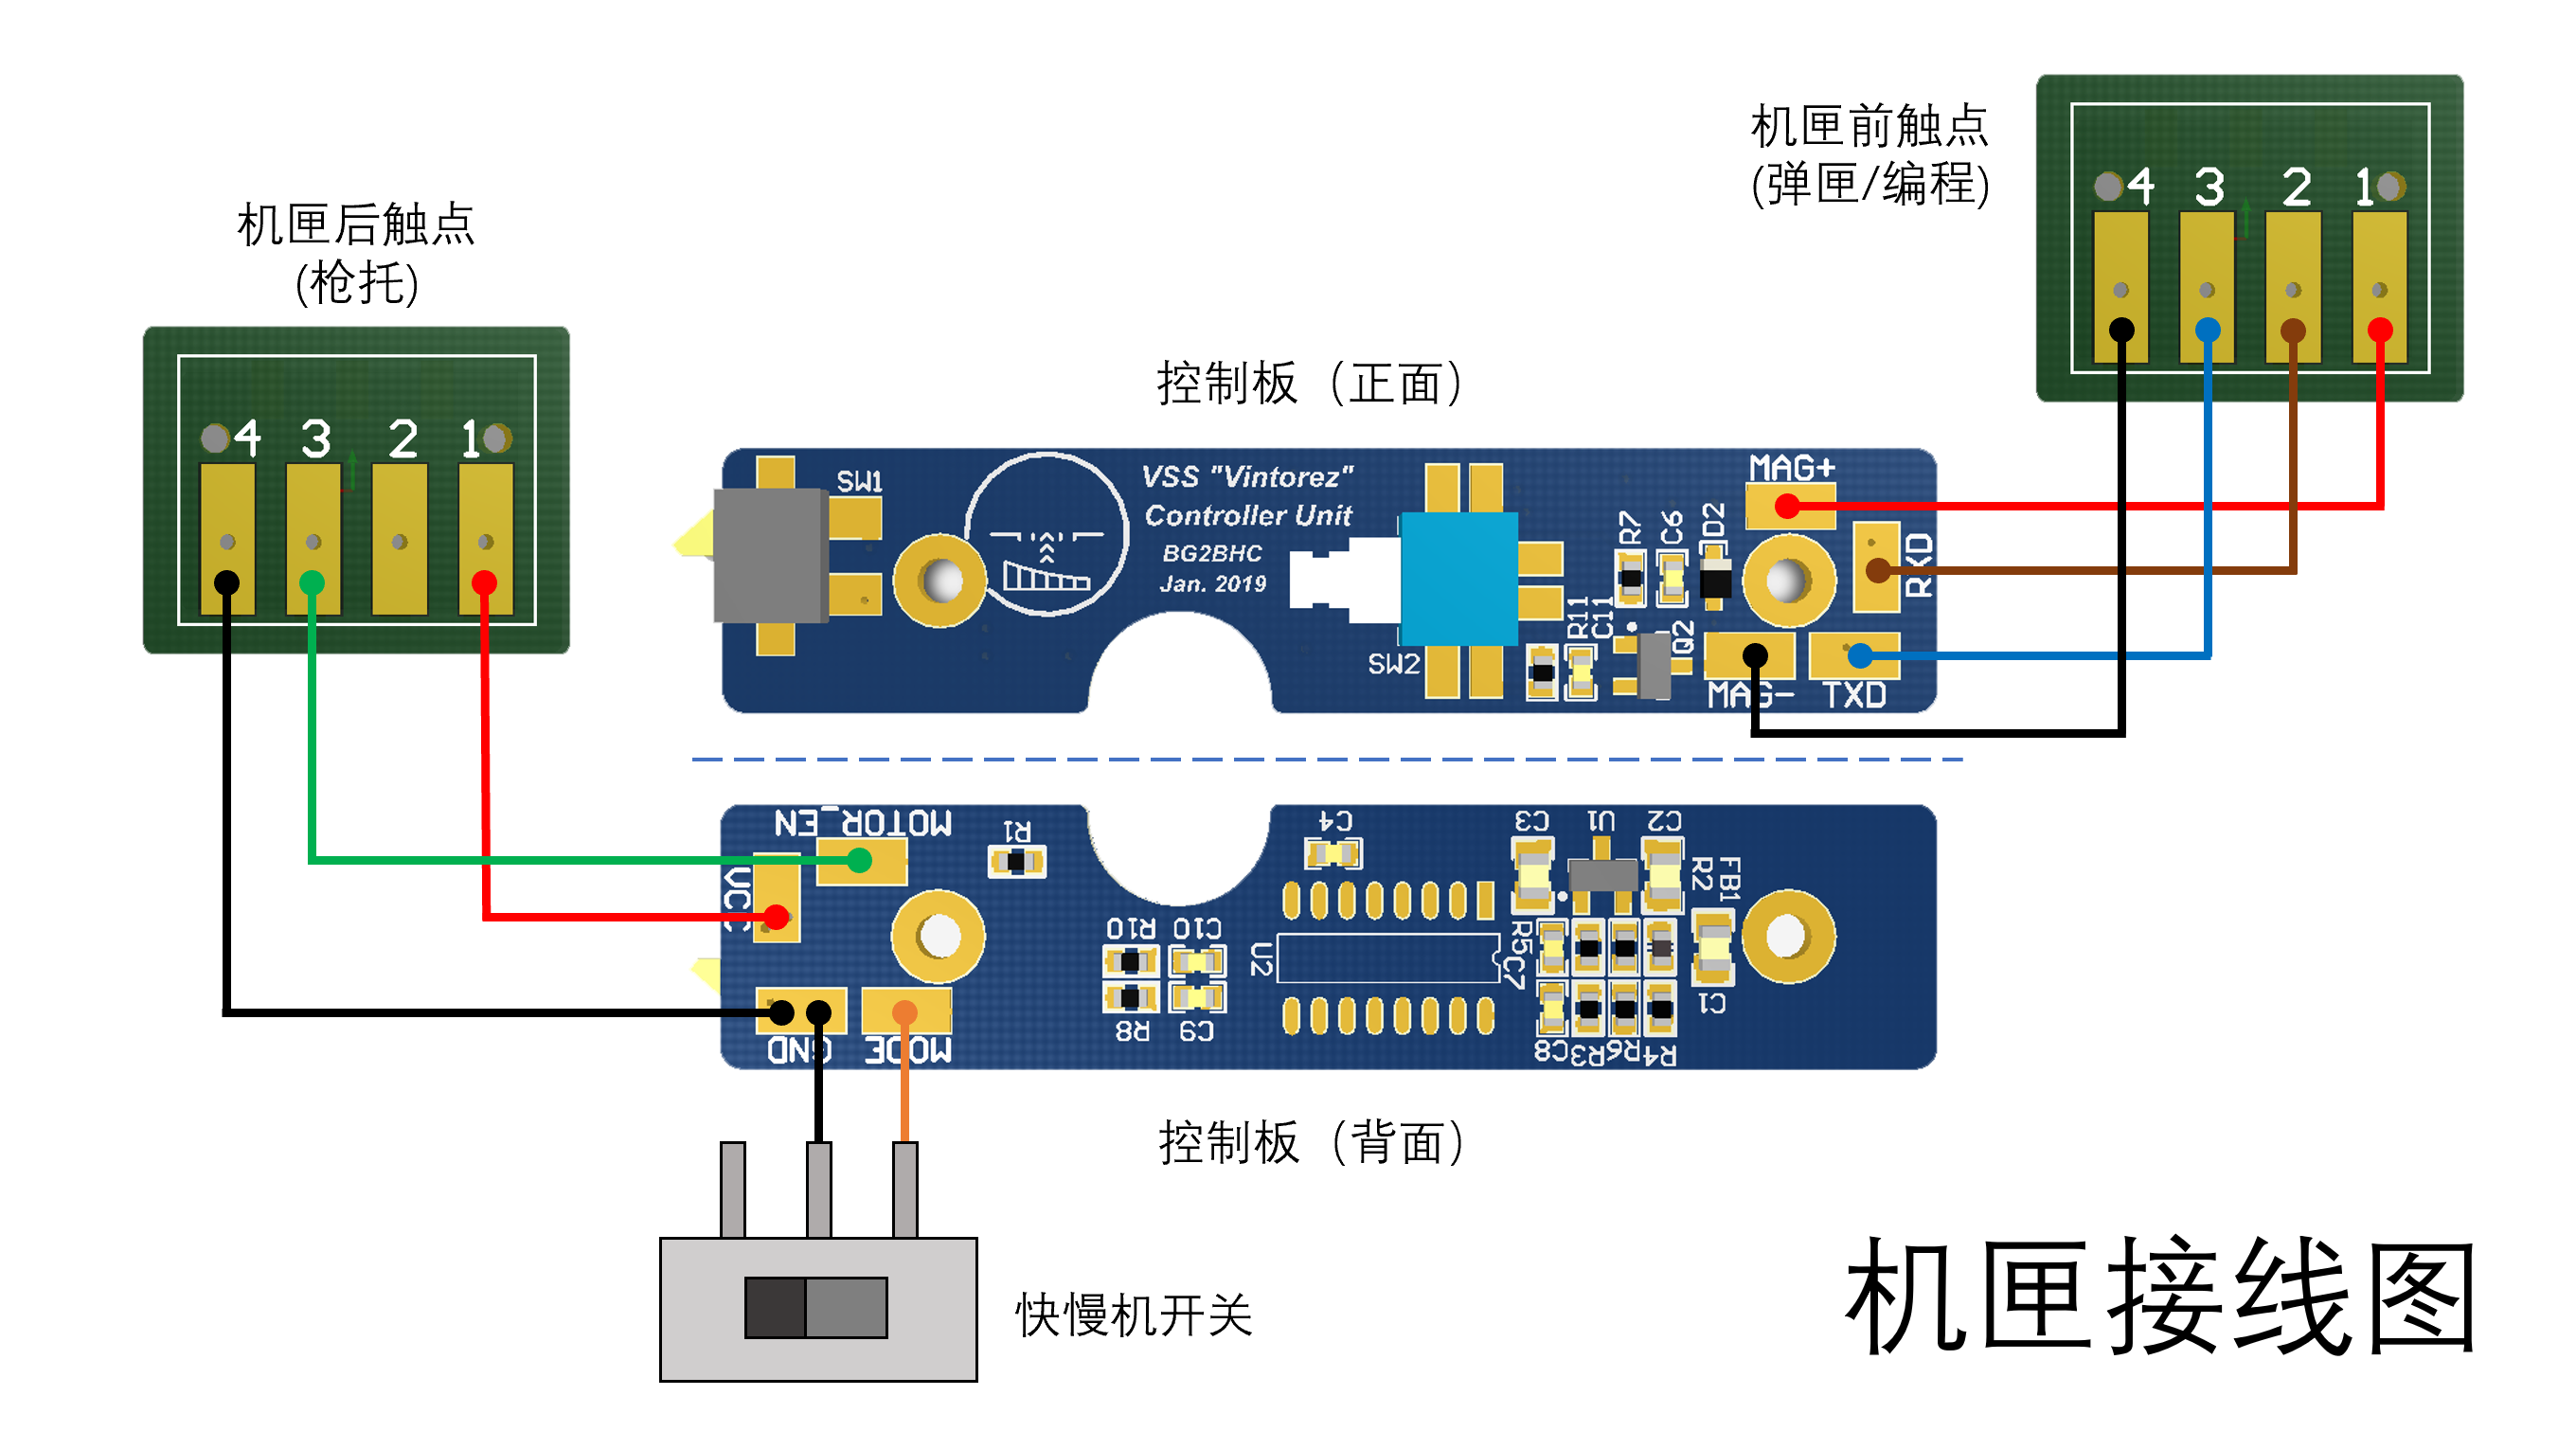 机匣前触点
(弹匣/编程)
4 3 2 1
机匣后触点
(枪托)
4 3 2 1
控制板（正面）
SW1
VSS "Vintorez"
Controller Unit
BG2BHC
Jan. 2019
SW2
R7
C6
D2
R11
C11
Q2
MAG+
RXD
MAG-
TXD
MOTOR_EN
VCC
GND
MODE
R1
R10
C10
R8
C9
C4
U2
C3
U1
C2
R2
FB1
R5
C7
C1
C8
R3
R6
R4
控制板（背面）
快慢机开关
机匣接线图